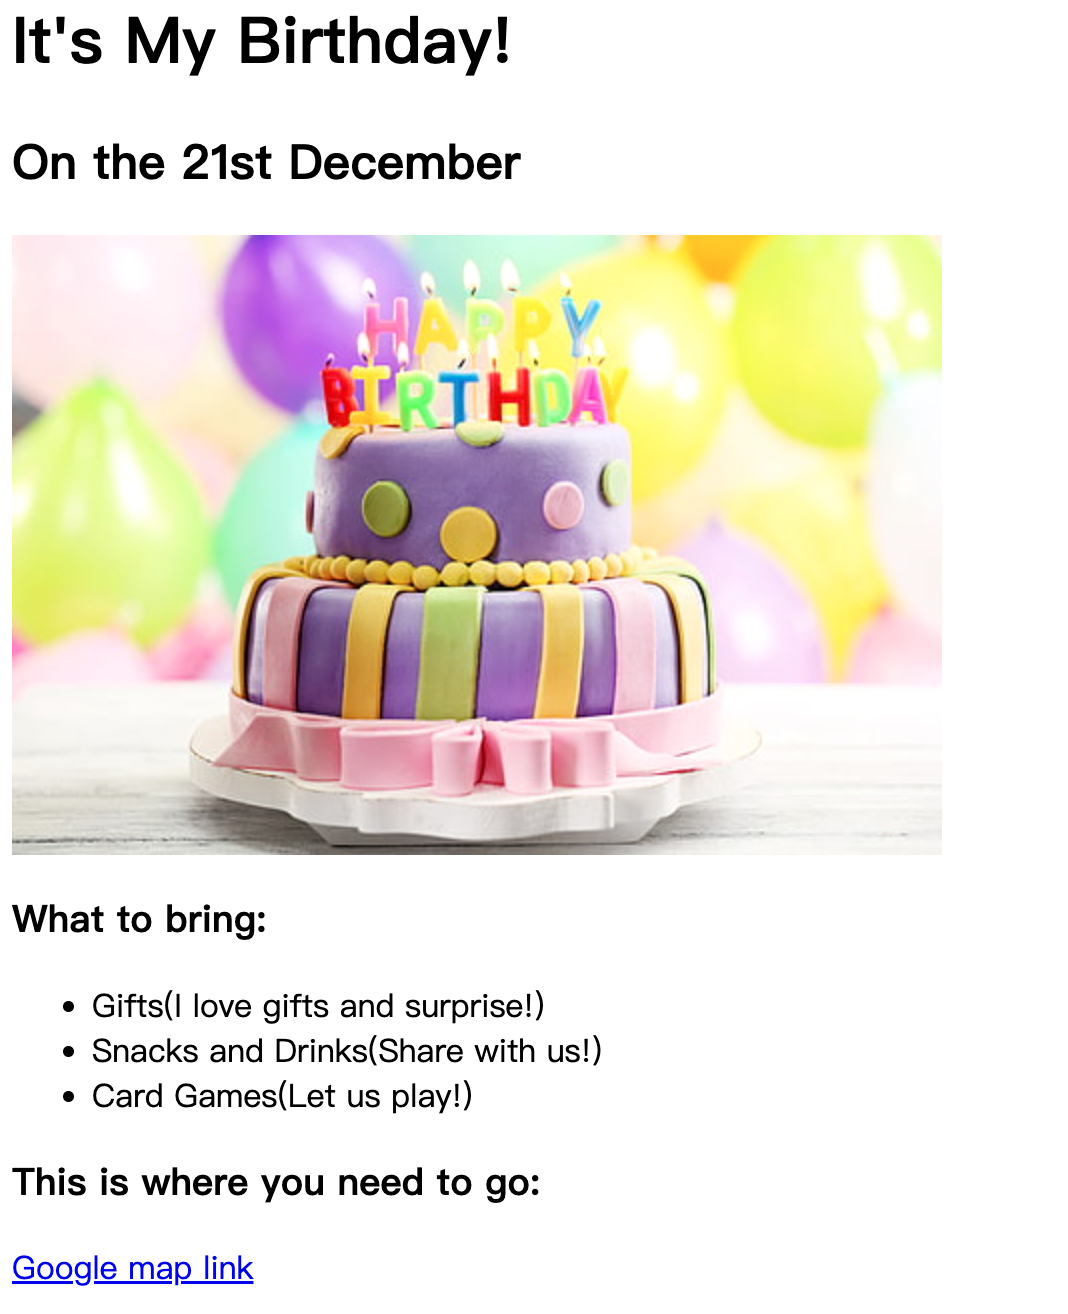 It's My Birthday!
On the 21st December
HAPPY
BIRTHDAY
What to bring:
Gifts(I love gifts and surprise!)
Snacks and Drinks(Share with us!)
Card Games(Let us play!)
This is where you need to go:
Google map link